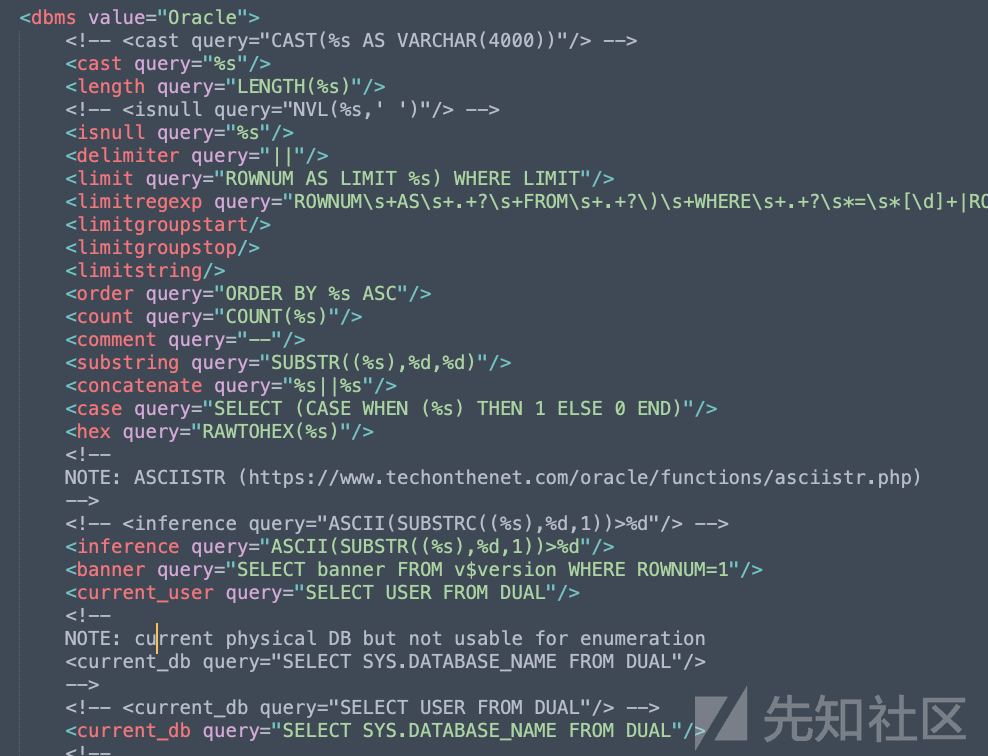 <dbms value="Oracle">
<!-- <cast query="CAST(%s AS VARCHAR(4000))"/> -->
<cast query="%s"/>
<length query="LENGTH(%s)"/>
<!-- <isnull query="NVL(%s,' ')"/> -->
<isnull query="%s"/>
<delimiter query="||"/>
<limit query="ROWNUM AS LIMIT %s) WHERE LIMIT"/>
<limitregexp query="ROWNUM\s+AS\s+.+?\s+FROM\s+.+?\)\s+WHERE\s+.+?\s*=\s*[\d]+|RO
<limitgroupstart/>
<limitgroupstop/>
<limitstring/>
<order query="ORDER BY %s ASC"/>
<count query="COUNT(%s)"/>
<comment query="--"/>
<substring query="SUBSTR((%s),%d,%d)"/>
<concatenate query="%s||%s"/>
<case query="SELECT (CASE WHEN (%s) THEN 1 ELSE 0 END)"/>
<hex query="RAWTOHEX(%s)"/>
<!--
NOTE: ASCIISTR (https://www.techonthenet.com/oracle/functions/asciistr.php)
-->
<!-- <inference query="ASCII(SUBSTRC((%s),%d,1))>%d"/> -->
<inference query="ASCII(SUBSTR((%s),%d,1))>%d"/>
<banner query="SELECT banner FROM v$version WHERE ROWNUM=1"/>
<current_user query="SELECT USER FROM DUAL"/>
<!--
NOTE: current physical DB but not usable for enumeration
<current_db query="SELECT SYS.DATABASE_NAME FROM DUAL"/>
-->
<!-- <current_db query="SELECT USER FROM DUAL"/> -->
<current_db query="SELECT SYS.DATABASE_NAME FROM DUAL"/>
<!--
先知社区